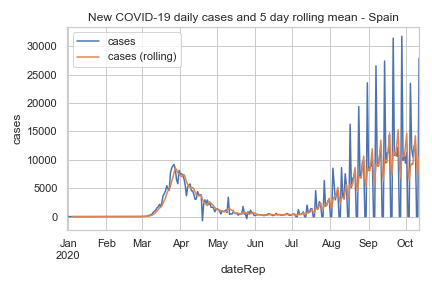 New COVID-19 daily cases and 5 day rolling mean - Spain
cases
cases (rolling)
30000
25000
20000
15000
10000
5000
0
cases
Jan Feb Mar Apr May Jun Jul Aug Sep Oct
2020
dateRep